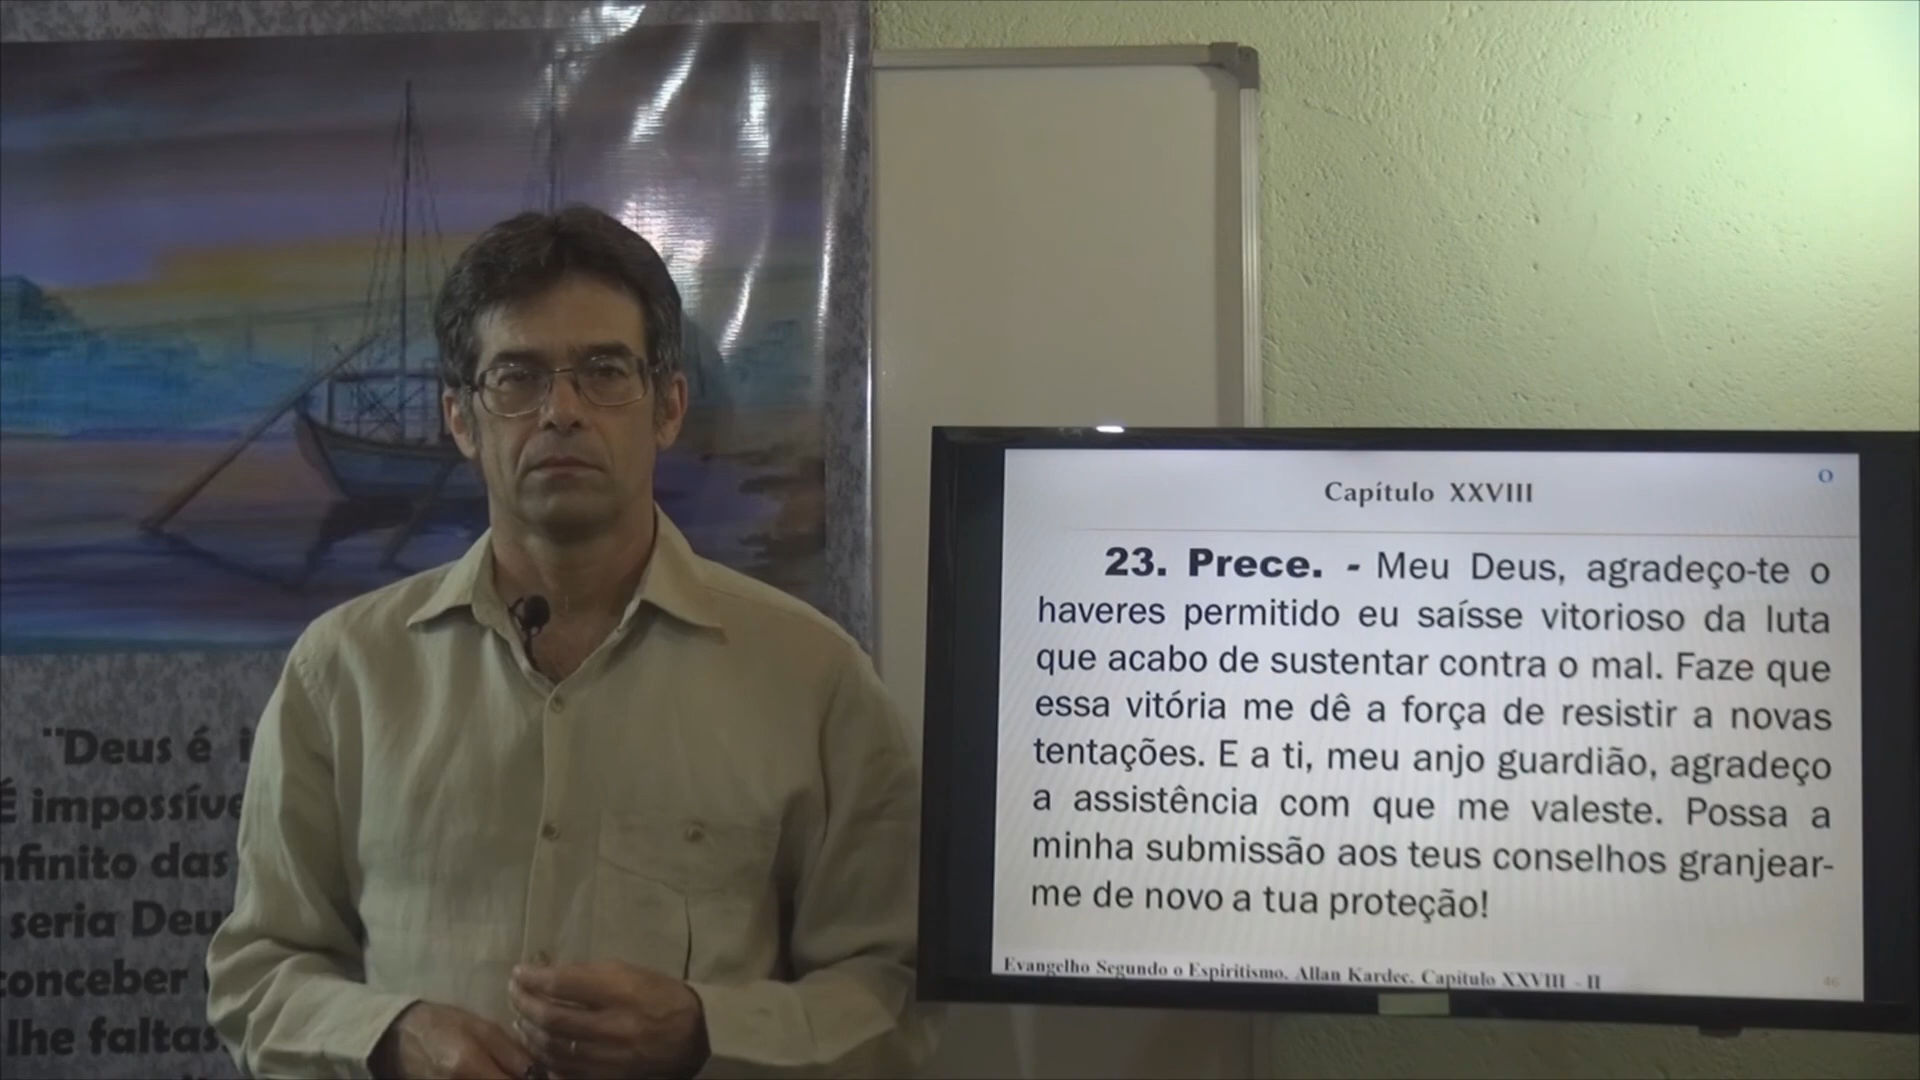 ¨Deus é
É impossíve
nfinito das
seria Deu
conceber
lhe faltas
Capítulo XXVIII
23. Prece. - Meu Deus, agradeço-te o
haveres permitido eu saísse vitorioso da luta
que acabo de sustentar contra o mal. Faze que
essa vitória me dê a força de resistir a novas
tentações. E a ti, meu anjo guardião, agradeço
a assistência com que me valeste. Possa a
minha submissão aos teus conselhos granjear-
me de novo a tua proteção!
Evangelho Segundo o Espiritismo. Allan Kardec. Capítulo XXVIII - II
46